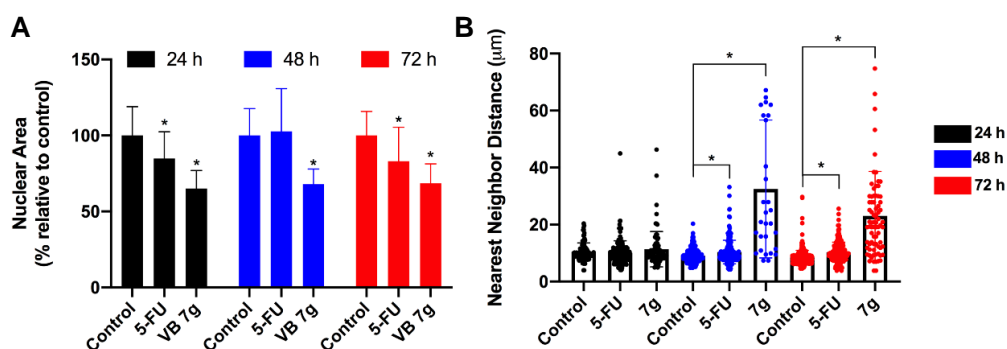 A
24 h 48 h 72 h
Nuclear Area
(% relative to control)
150
100
50
0
* * * * *
Control 5-FU VB 7g Control 5-FU VB 7g Control 5-FU VB 7g
B
Nearest Neighbor Distance (μm)
80
60
40
20
0
* * * *
Control 5-FU 7g Control 5-FU 7g Control 5-FU 7g
24 h
48 h
72 h